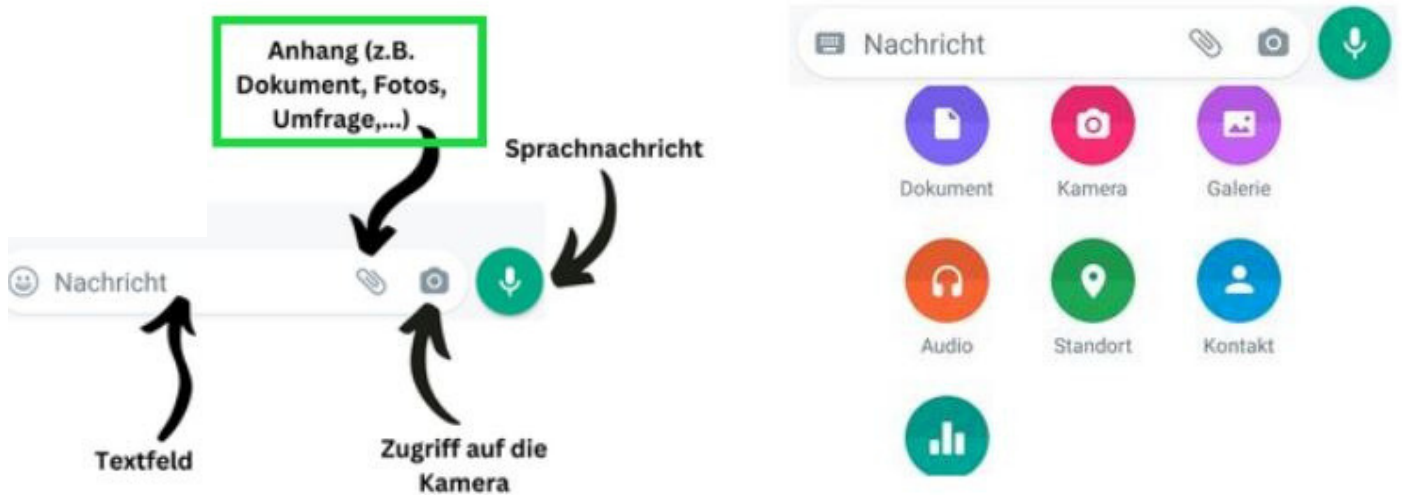 Anhang (z.B.
Dokument, Fotos,
Umfrage,...)
Sprachnachricht
Nachricht
Textfeld
Zugriff auf die
Kamera
Nachricht
Dokument
Kamera
Galerie
Audio
Standort
Kontakt